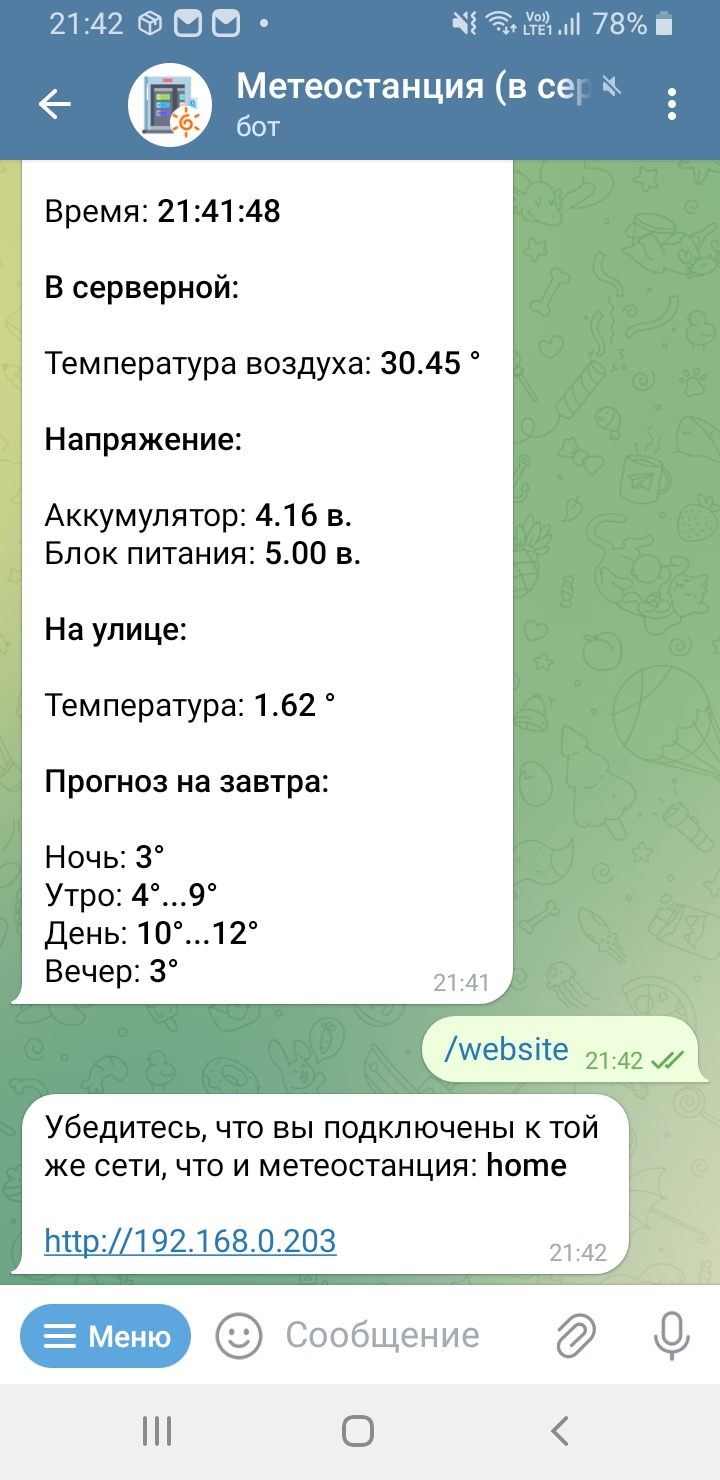 21:42
Vo))
LTE1
78%
Метеостанция (в сер
бот
Время: 21:41:48
В серверной:
Температура воздуха: 30.45 °
Напряжение:
Аккумулятор: 4.16 в.
Блок питания: 5.00 в.
На улице:
Температура: 1.62 °
Прогноз на завтра:
Ночь: 3°
Утро: 4°...9°
День: 10°...12°
Вечер: 3°
21:41
/website 21:42
Убедитесь, что вы подключены к той
же сети, что и метеостанция: home
http://192.168.0.203
21:42
Меню
Сообщение